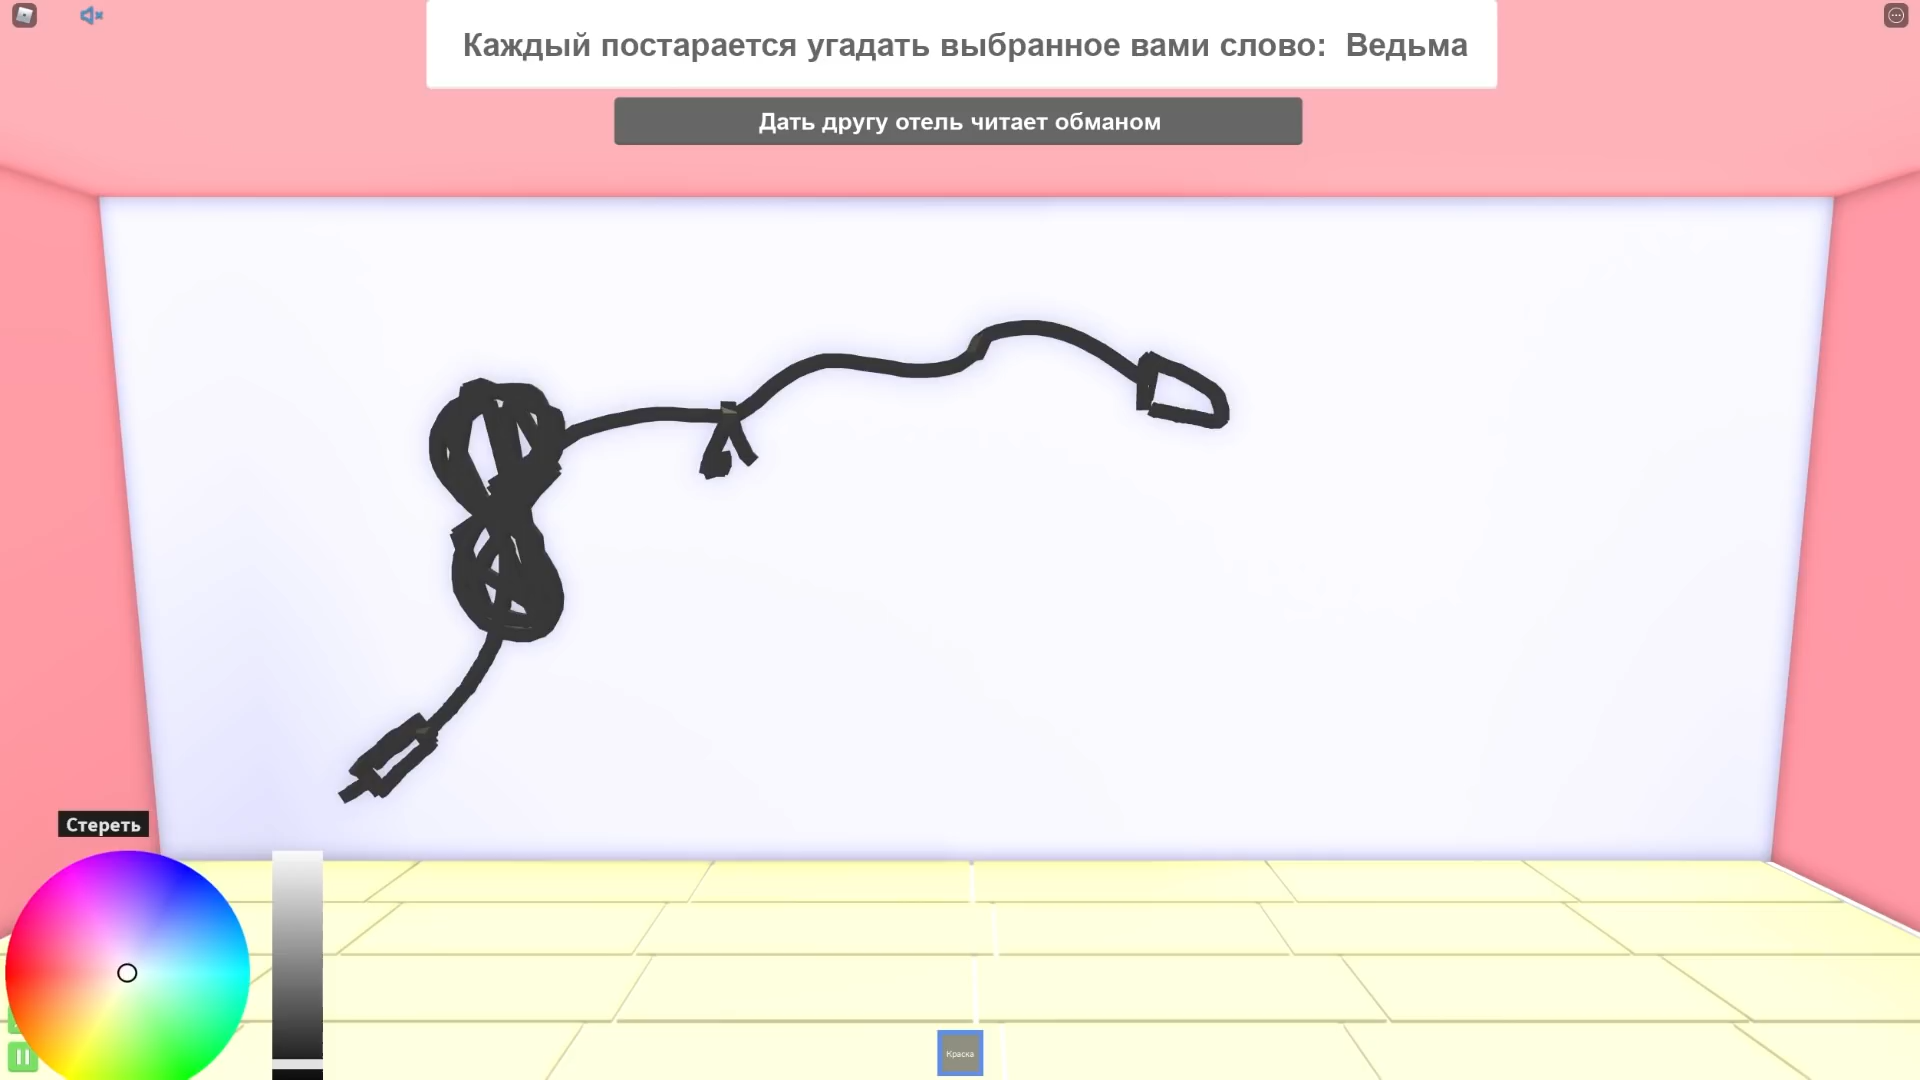 Каждый постарается угадать выбранное вами слово: Ведьма
Дать другу отель читает обманом
Стереть
Краска